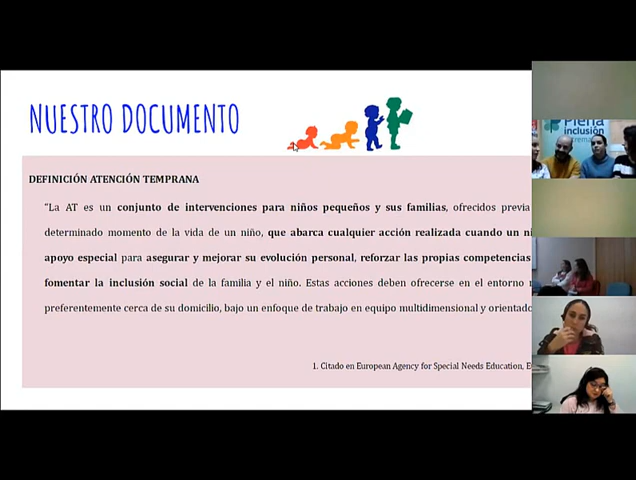 NUESTRO DOCUMENTO
DEFINICIÓN ATENCIÓN TEMPRANA
“La AT es un conjunto de intervenciones para niños pequeños y sus familias, ofrecidos previa
determinado momento de la vida de un niño, que abarca cualquier acción realizada cuando un ni
apoyo especial para asegurar y mejorar su evolución personal, reforzar las propias competencias
fomentar la inclusión social de la familia y el niño. Estas acciones deben ofrecerse en el entorno
preferentemente cerca de su domicilio, bajo un enfoque de trabajo en equipo multidimensional y orientado
1. Citado en European Agency for Special Needs Education,
Plena
inclusión